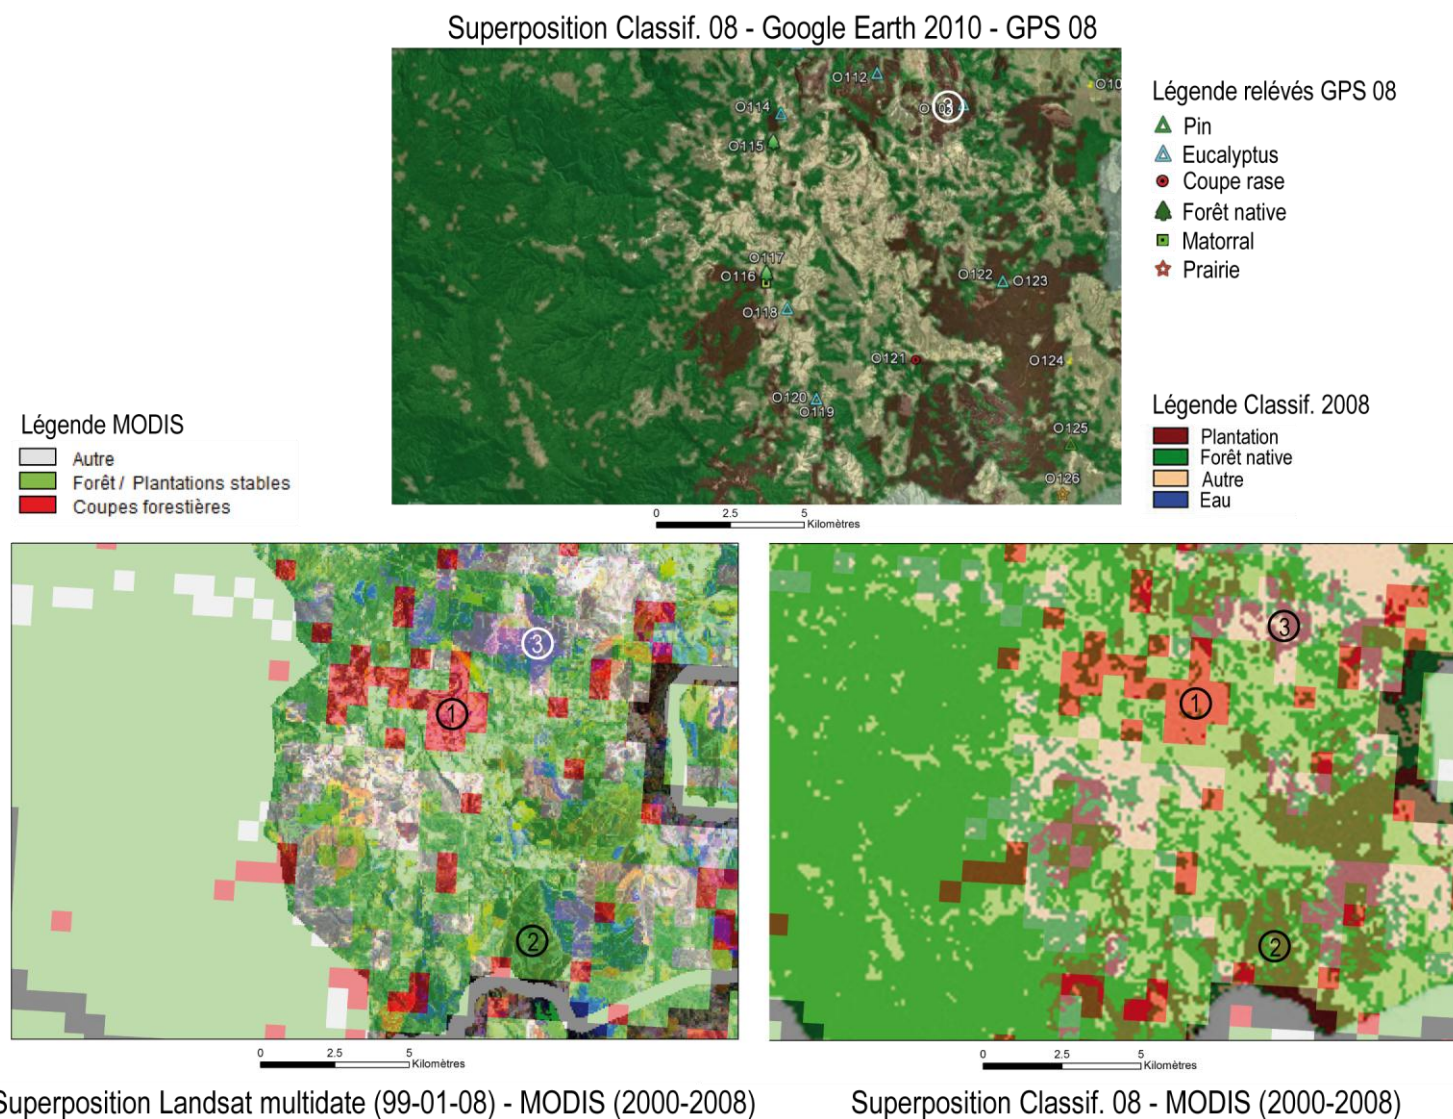 Superposition Classif. 08 - Google Earth 2010 - GPS 08
O112
O10
O114
3
O115
O117
O116
O118
O122
O123
O121
O124
O120
O119
O125
O126
Légende relévés GPS 08
Pin
Eucalyptus
Coupe rase
Forêt native
Matorral
Prairie
Légende Classif. 2008
Plantation
Forêt native
Autre
Eau
0 2.5 5
Kilomètres
Légende MODIS
Autre
Forêt / Plantations stables
Coupes forestières
3
1
2
3
1
2
0 2.5 5
Kilomètres
0 2.5 5
Kilomètres
Superposition Landsat multidate (99-01-08) - MODIS (2000-2008)
Superposition Classif. 08 - MODIS (2000-2008)